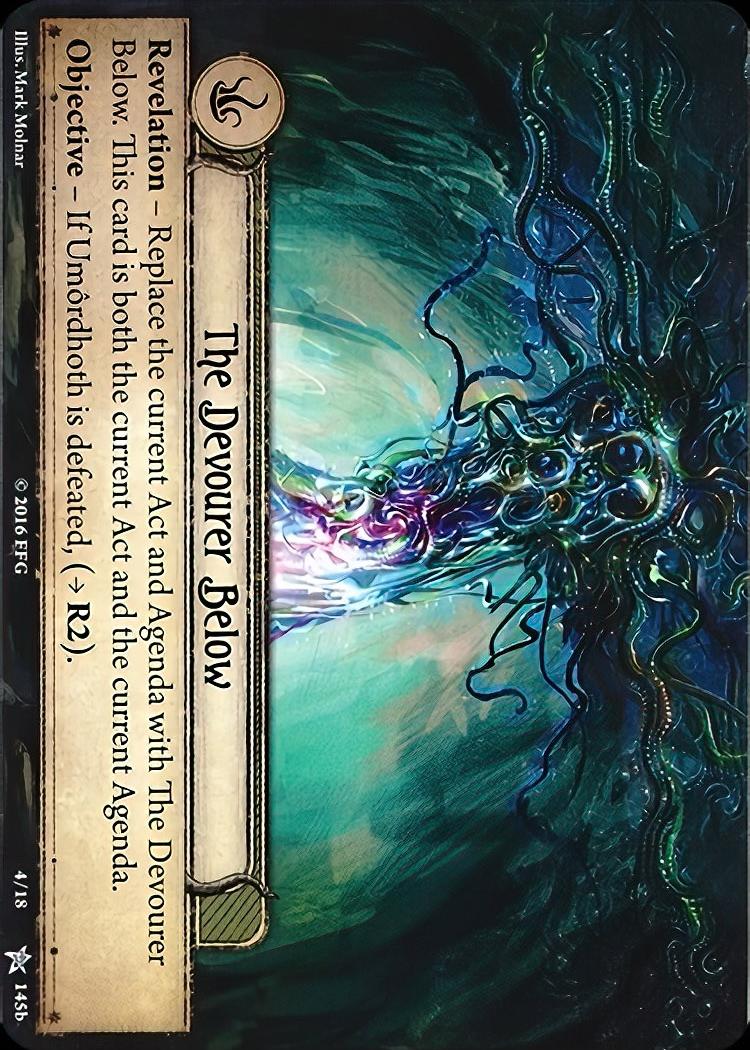 The Devourer Below
Revelation – Replace the current Act and Agenda with The Devourer
Below. This card is both the current Act and the current Agenda.
Objective – If Umôrdhoth is defeated, (→ R2).
Illus. Mark Molnar © 2016 FFG 4/18 145b